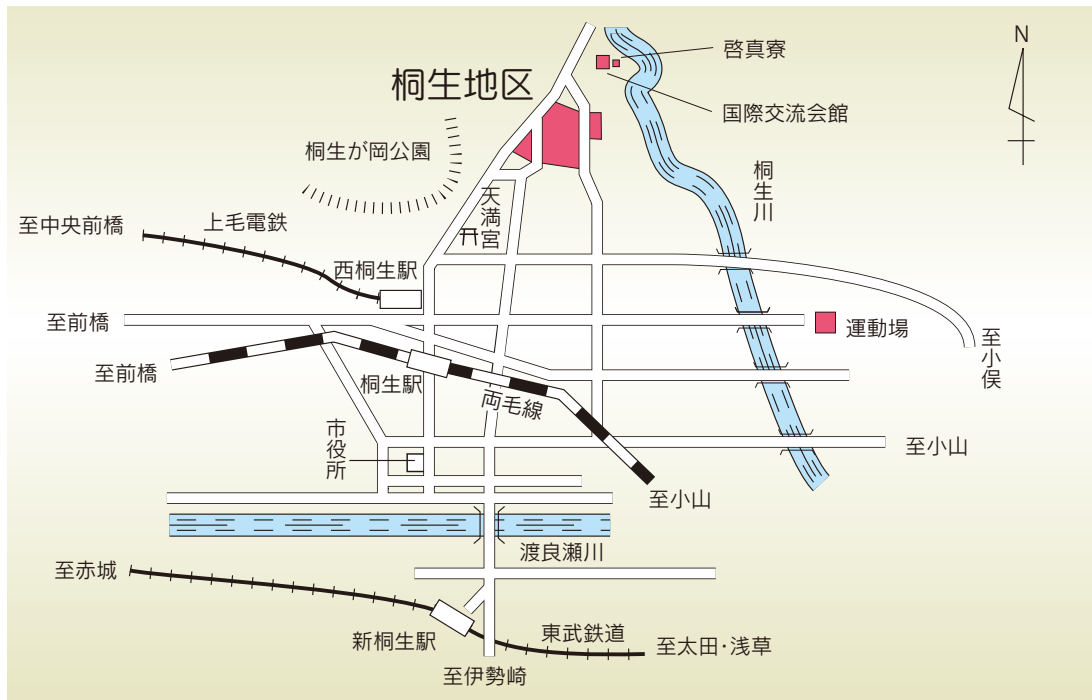 N
啓真寮
桐生地区
国際交流会館
桐生が岡公園
桐生川
天満宮
至中央前橋
上毛電鉄
西桐生駅
至前橋
運動場
至小俣
至前橋
桐生駅
両毛線
市役所
至小山
至小山
渡良瀬川
至赤城
新桐生駅
東武鉄道
至太田・浅草
至伊勢崎